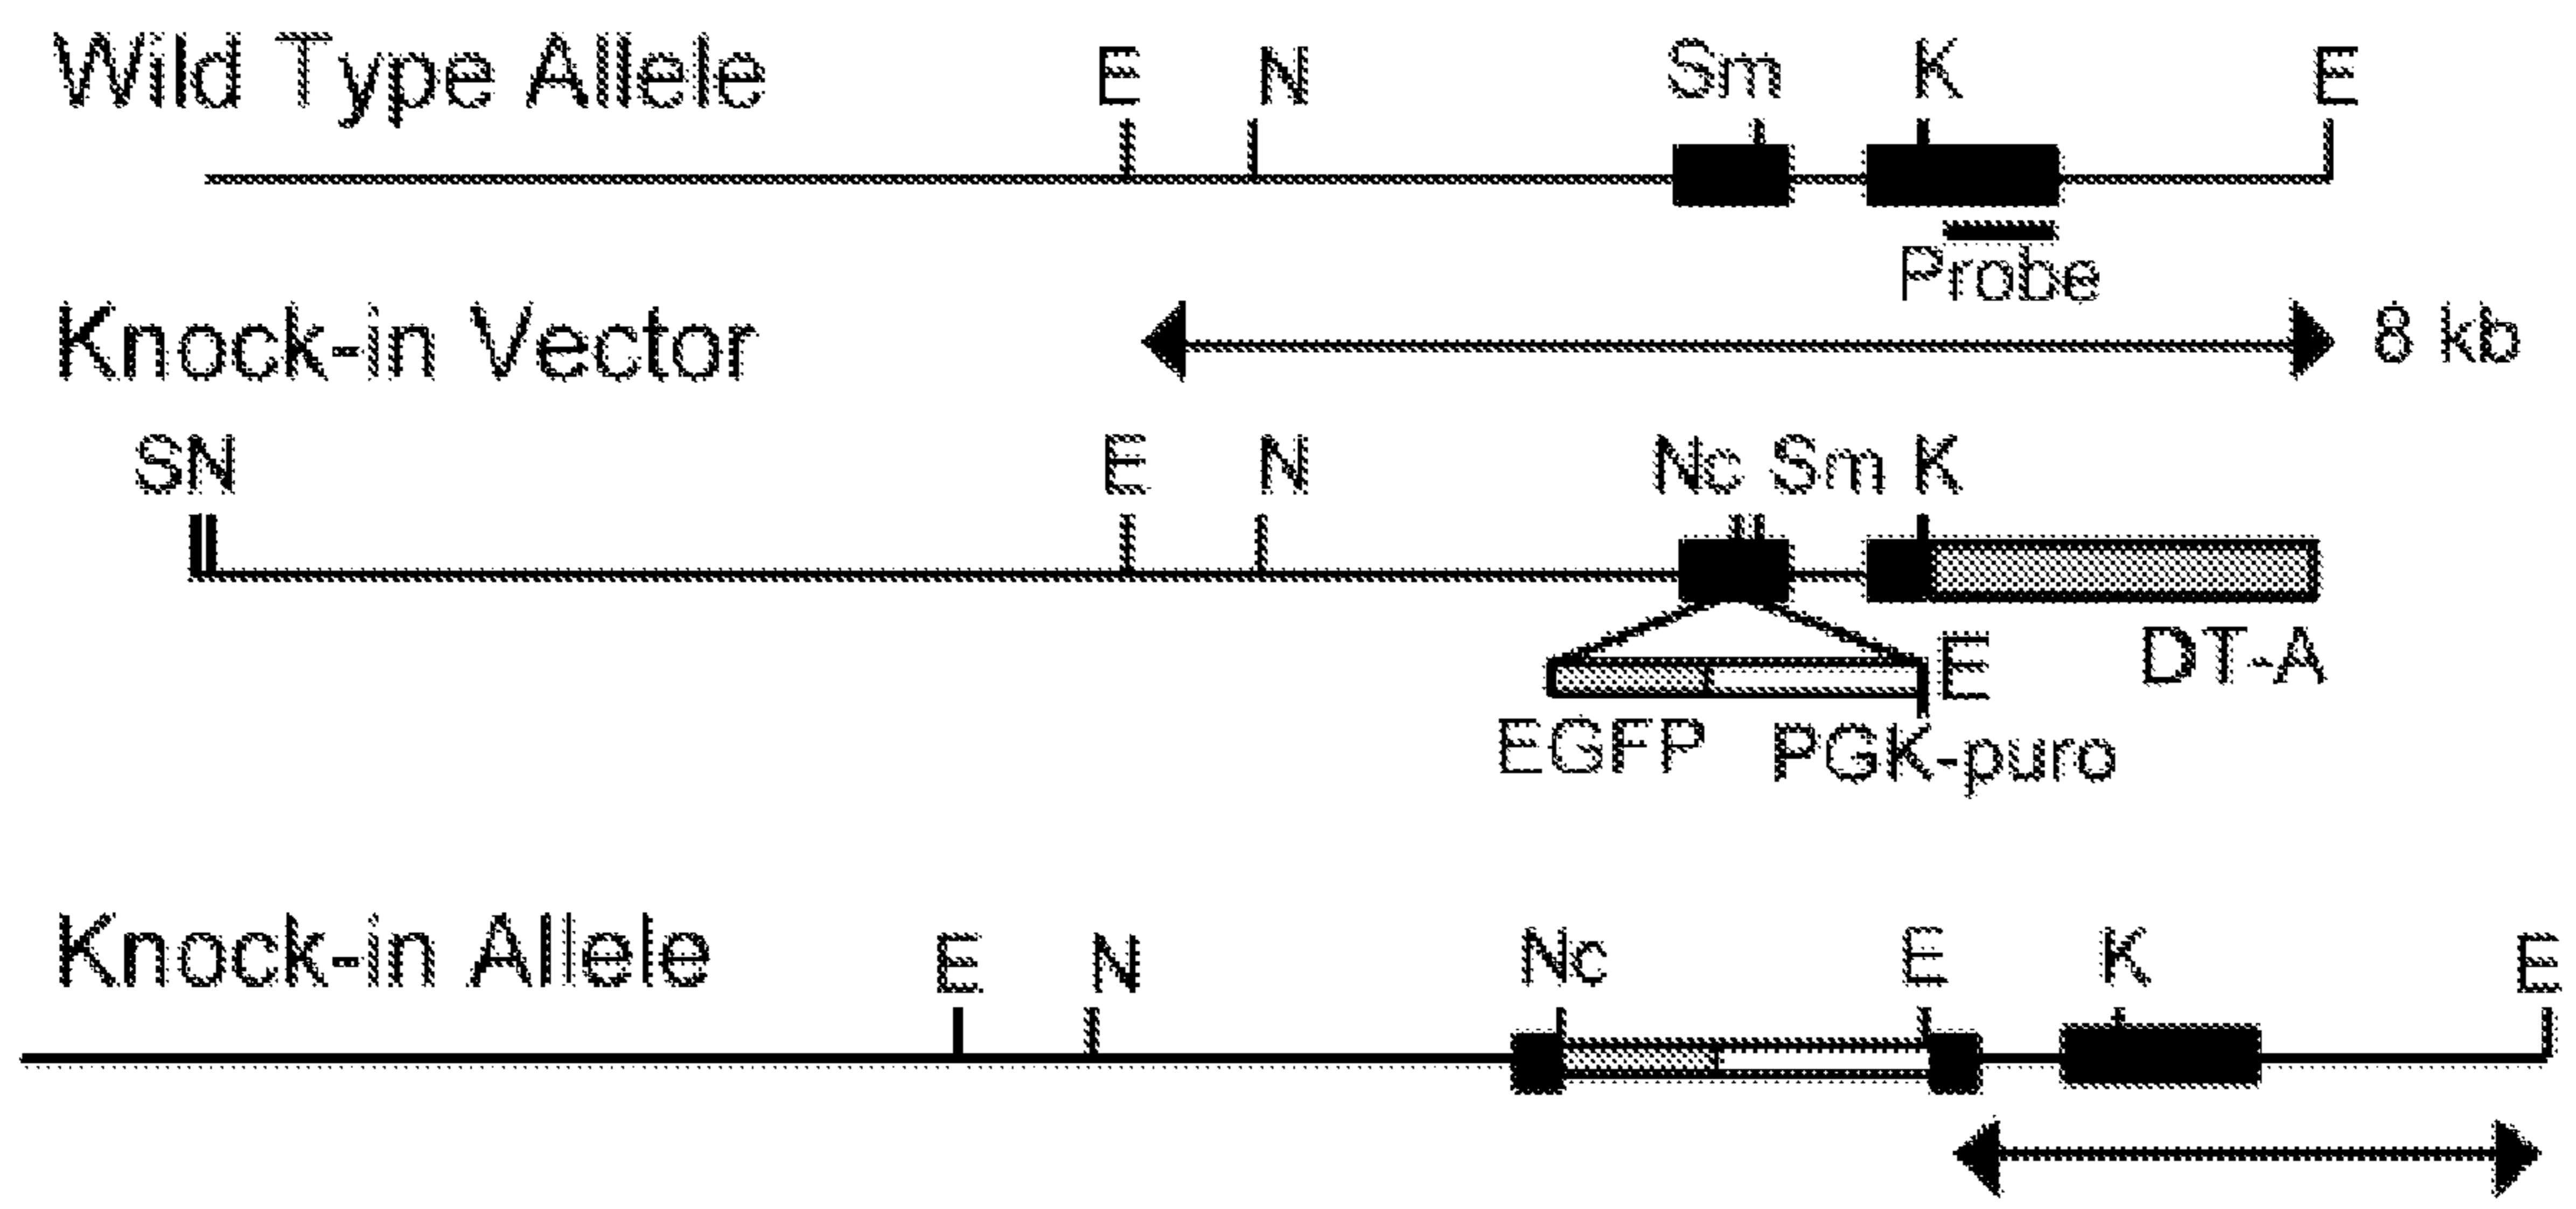 Wild Type Allele E N Sm K E
Probe
Knock-in Vector 8 kb
SN E N Nc Sm K
E DT-A
EGFP PGK-puro
Knock-in Allele E N Nc E K E